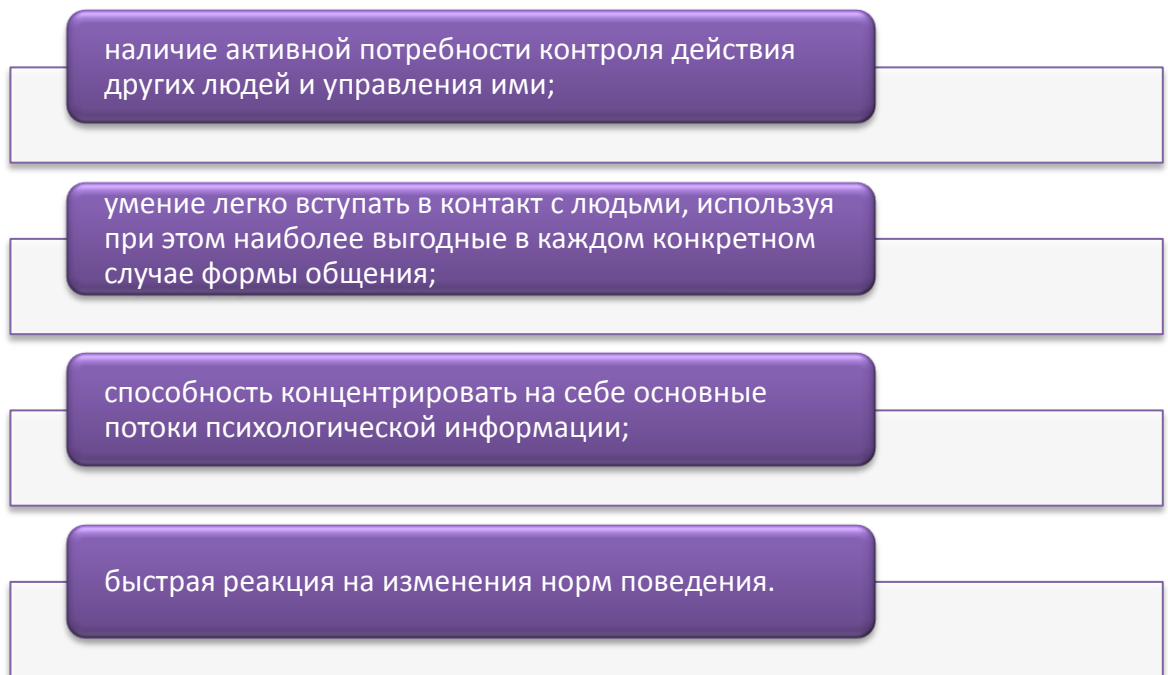 наличие активной потребности контроля действия
других людей и управления ими;
умение легко вступать в контакт с людьми, используя
при этом наиболее выгодные в каждом конкретном
случае формы общения;
способность концентрировать на себе основные
потоки психологической информации;
быстрая реакция на изменения норм поведения.